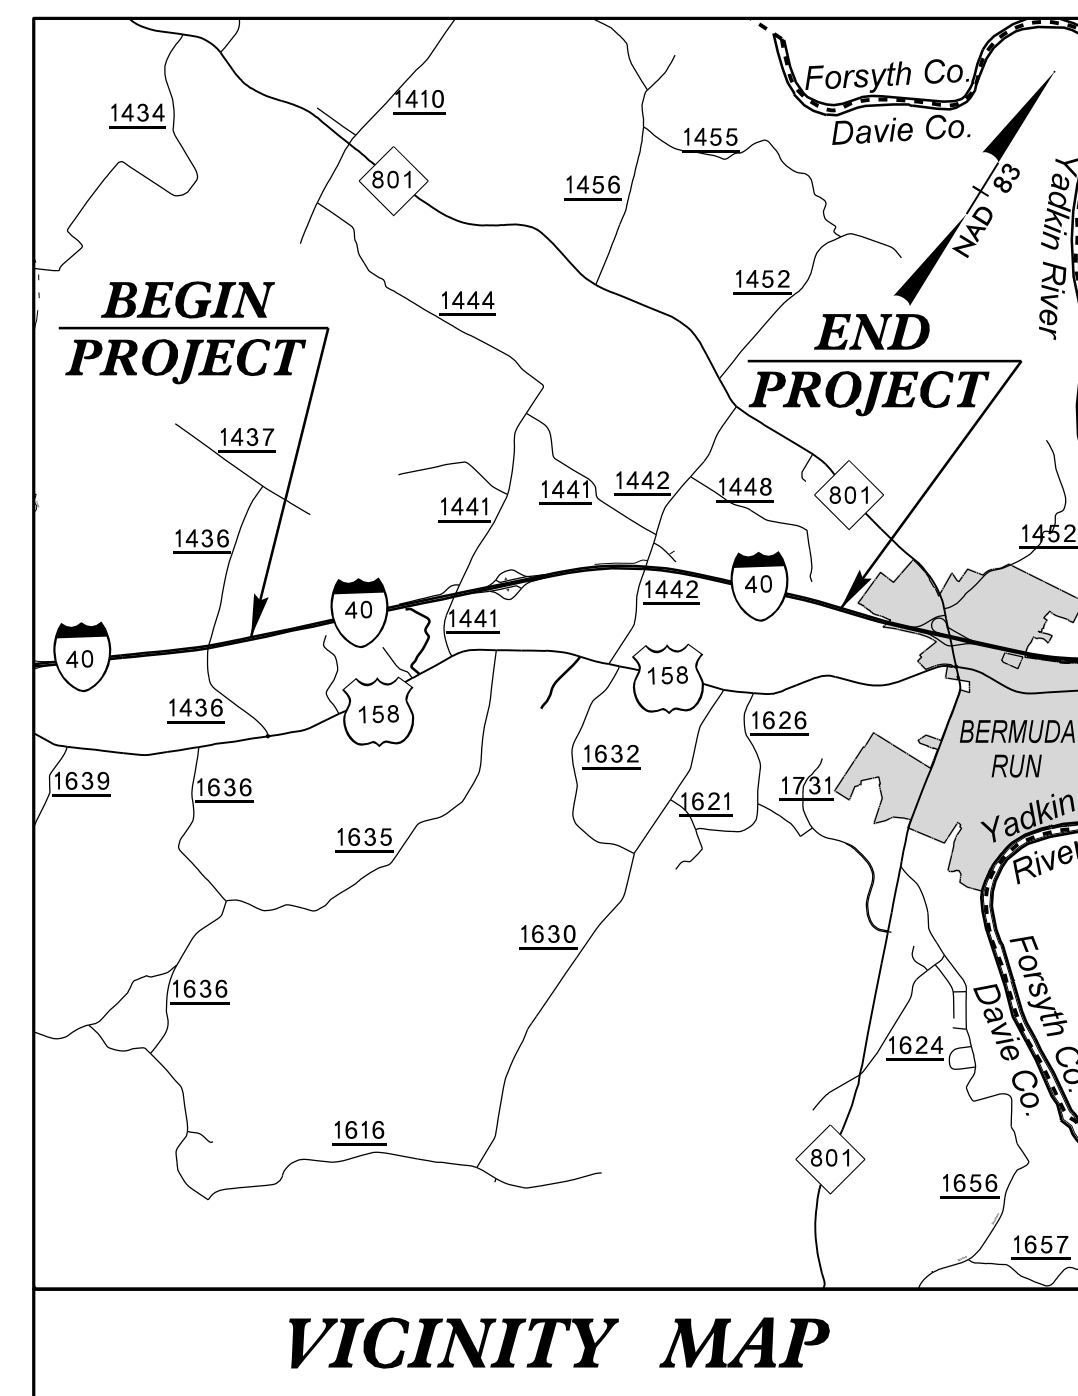 Forsyth Co.
Davie Co.
1434
1410
1455
801
1456
NAD 83
Yadkin River
1452
BEGIN
PROJECT
1444
END
PROJECT
1437
1441
1442
1448
801
1441
1436
1452
40
40
1442
1441
40
158
158
1436
1626
BERMUDA
RUN
1632
1639
1636
1731
1621
Yadkin
River
1635
1630
Forsyth Co.
Davie Co.
1636
1624
1616
801
1656
1657
VICINITY MAP